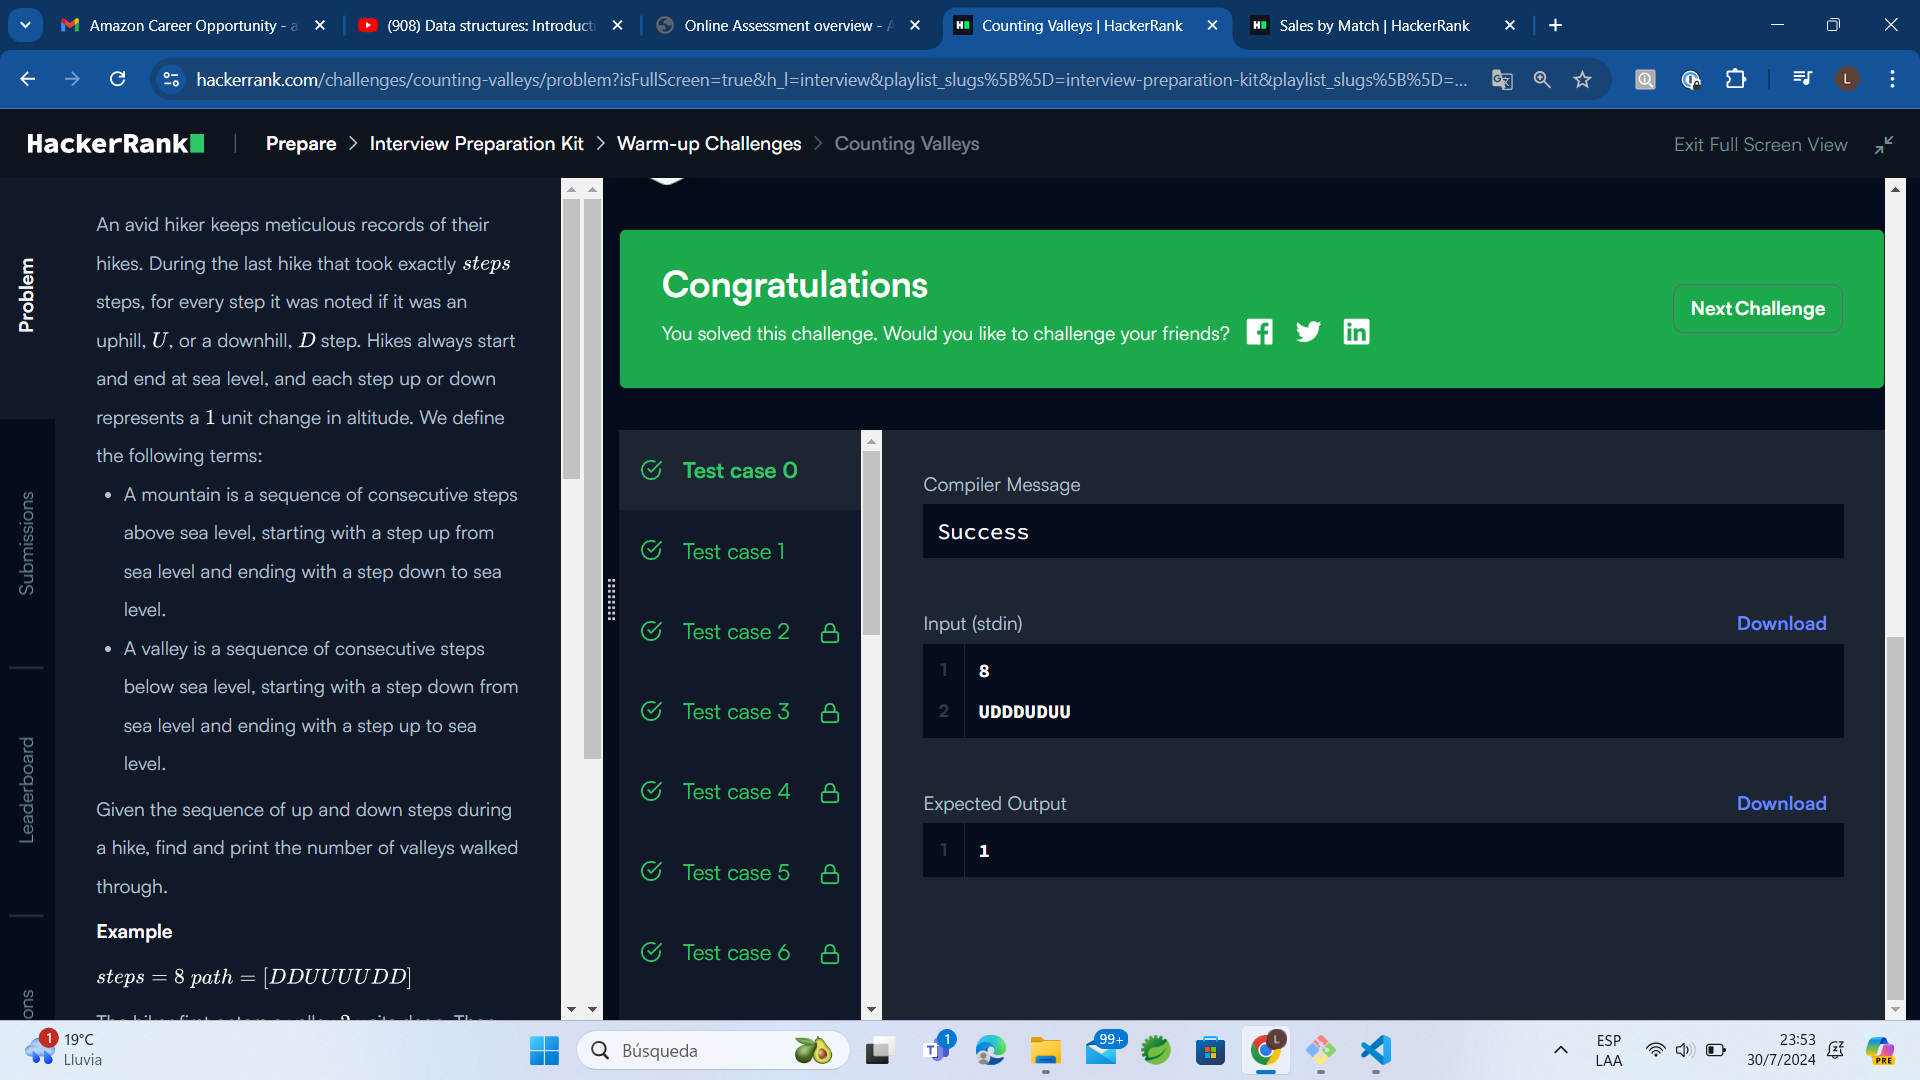 Amazon Career Opportunity - a
(908) Data structures: Introducti
Online Assessment overview - A
Counting Valleys | HackerRank
Sales by Match | HackerRank
hackerrank.com/challenges/counting-valleys/problem?isFullScreen=true&h_l=interview&playlist_slugs%5B%5D=interview-preparation-kit&playlist_slugs%5B%5D=...
L
HackerRank
Prepare > Interview Preparation Kit > Warm-up Challenges > Counting Valleys
Exit Full Screen View
Problem
Submissions
Leaderboard
ons
An avid hiker keeps meticulous records of their
hikes. During the last hike that took exactly steps
steps, for every step it was noted if it was an
uphill, U, or a downhill, D step. Hikes always start
and end at sea level, and each step up or down
represents a 1 unit change in altitude. We define
the following terms:
• A mountain is a sequence of consecutive steps
above sea level, starting with a step up from
sea level and ending with a step down to sea
level.
• A valley is a sequence of consecutive steps
below sea level, starting with a step down from
sea level and ending with a step up to sea
level.
Given the sequence of up and down steps during
a hike, find and print the number of valleys walked
through.
Example
steps = 8 path = [DDUUUUDD]
The hiker first enters a valley 2 units deep. Then
Congratulations
You solved this challenge. Would you like to challenge your friends?
Next Challenge
Test case 0
Test case 1
Test case 2
Test case 3
Test case 4
Test case 5
Test case 6
Compiler Message
Success
Input (stdin)
Download
1 8
2 UDDDUDUU
Expected Output
Download
1 1
1
19°C
Lluvia
Búsqueda
1
99+
L
ESP
LAA
23:53
30/7/2024
PRE